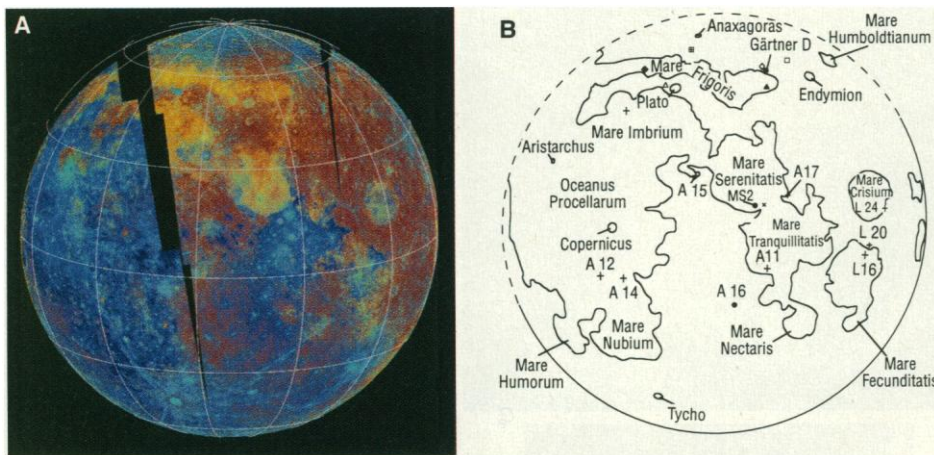 A
B
Anaxagoras
Mare
Humboldtianum
Gärtner D
Mare
Frigoris
Endymion
Plato
Mare Imbrium
Aristarchus
Mare
Serenitatis
A 17
A 15
MS2
Mare
Crisium
L 24
Oceanus
Procellarum
Mare
Tranquillitatis
L 20
Copernicus
A 12
A11
L16
A 14
A 16
Mare
Nubium
Mare
Nectaris
Mare
Humorum
Mare
Fecunditatis
Tycho